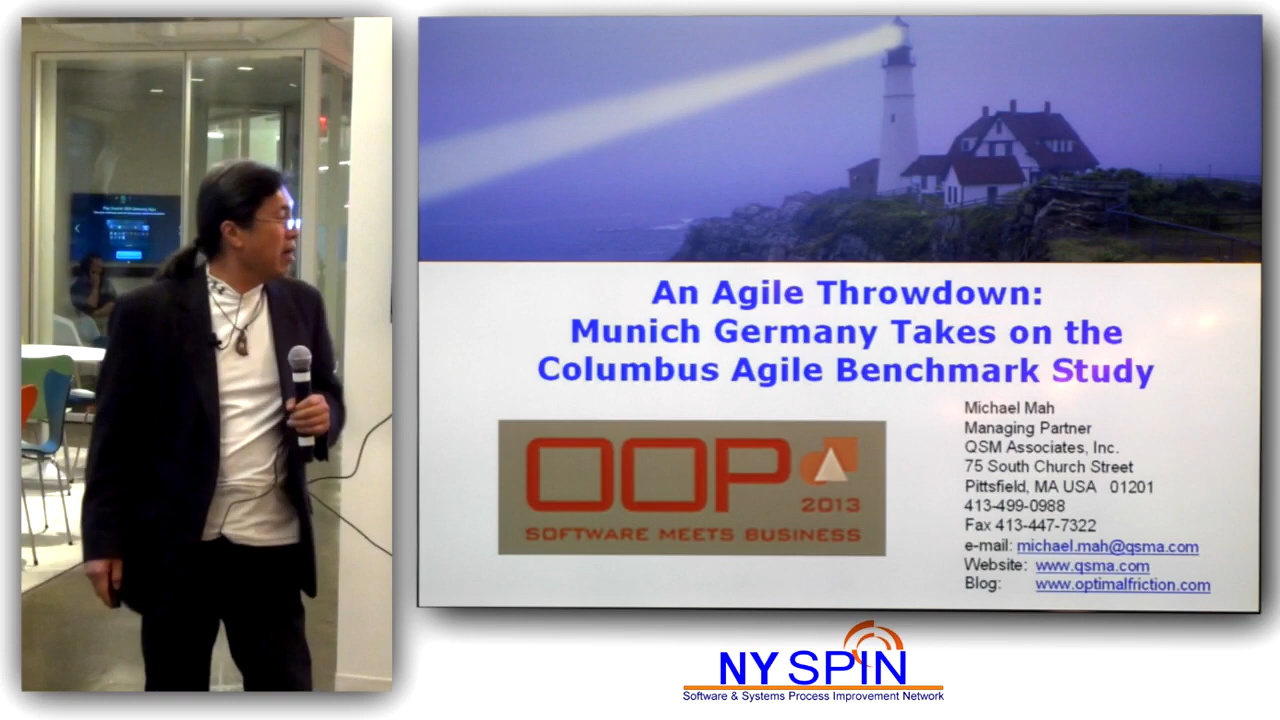 An Agile Throwdown:
Munich Germany Takes on the
Columbus Agile Benchmark Study
OOP
2013
SOFTWARE MEETS BUSINESS
Michael Mah
Managing Partner
QSM Associates, Inc.
75 South Church Street
Pittsfield, MA USA 01201
413-499-0988
Fax 413-447-7322
e-mail: michael.mah@qsma.com
Website: www.qsma.com
Blog: www.optimalfriction.com
NY SPIN
Software & Systems Process Improvement Network